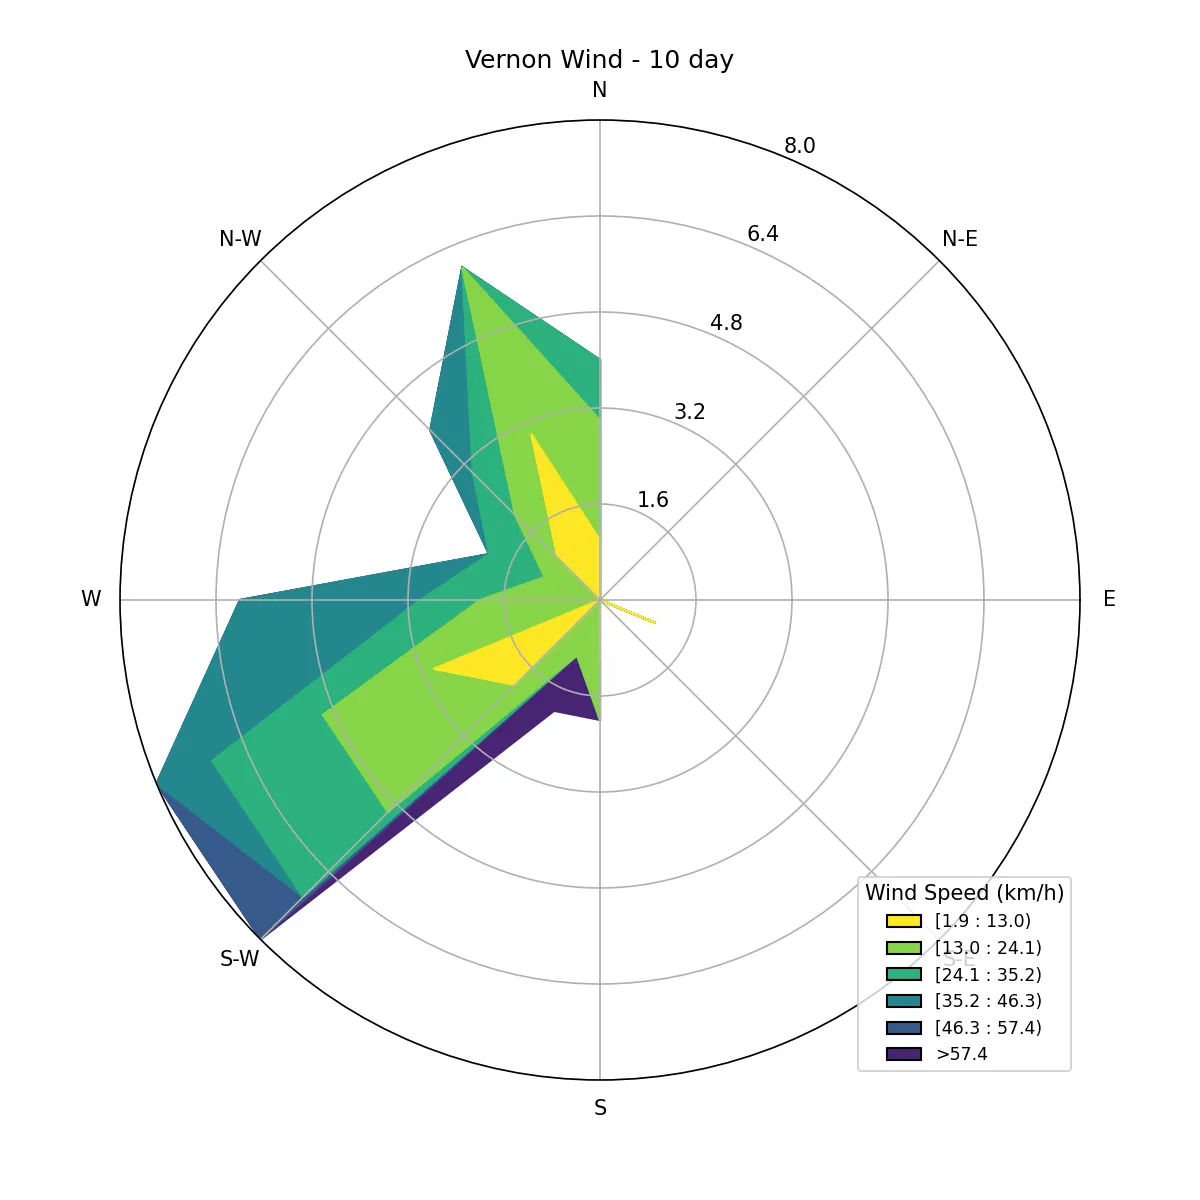 Vernon Wind - 10 day
N
8.0
N-W
6.4
N-E
4.8
3.2
1.6
W
E
Wind Speed (km/h)
[1.9 : 13.0)
[13.0 : 24.1)
S-W
S-E
[24.1 : 35.2)
[35.2 : 46.3)
[46.3 : 57.4)
>57.4
S